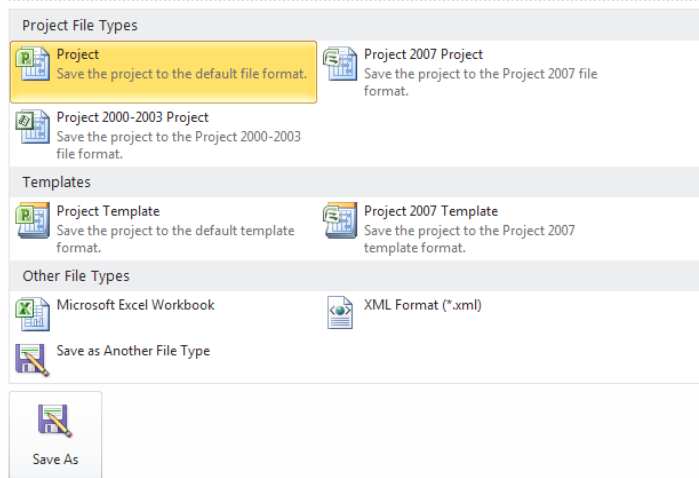 Project File Types
Project
Save the project to the default file format.
Project 2007 Project
Save the project to the Project 2007 file
format.
Project 2000-2003 Project
Save the project to the Project 2000-2003
file format.
Templates
Project Template
Save the project to the default template
format.
Project 2007 Template
Save the project to the Project 2007
template format.
Other File Types
Microsoft Excel Workbook
XML Format (*.xml)
Save as Another File Type
Save As